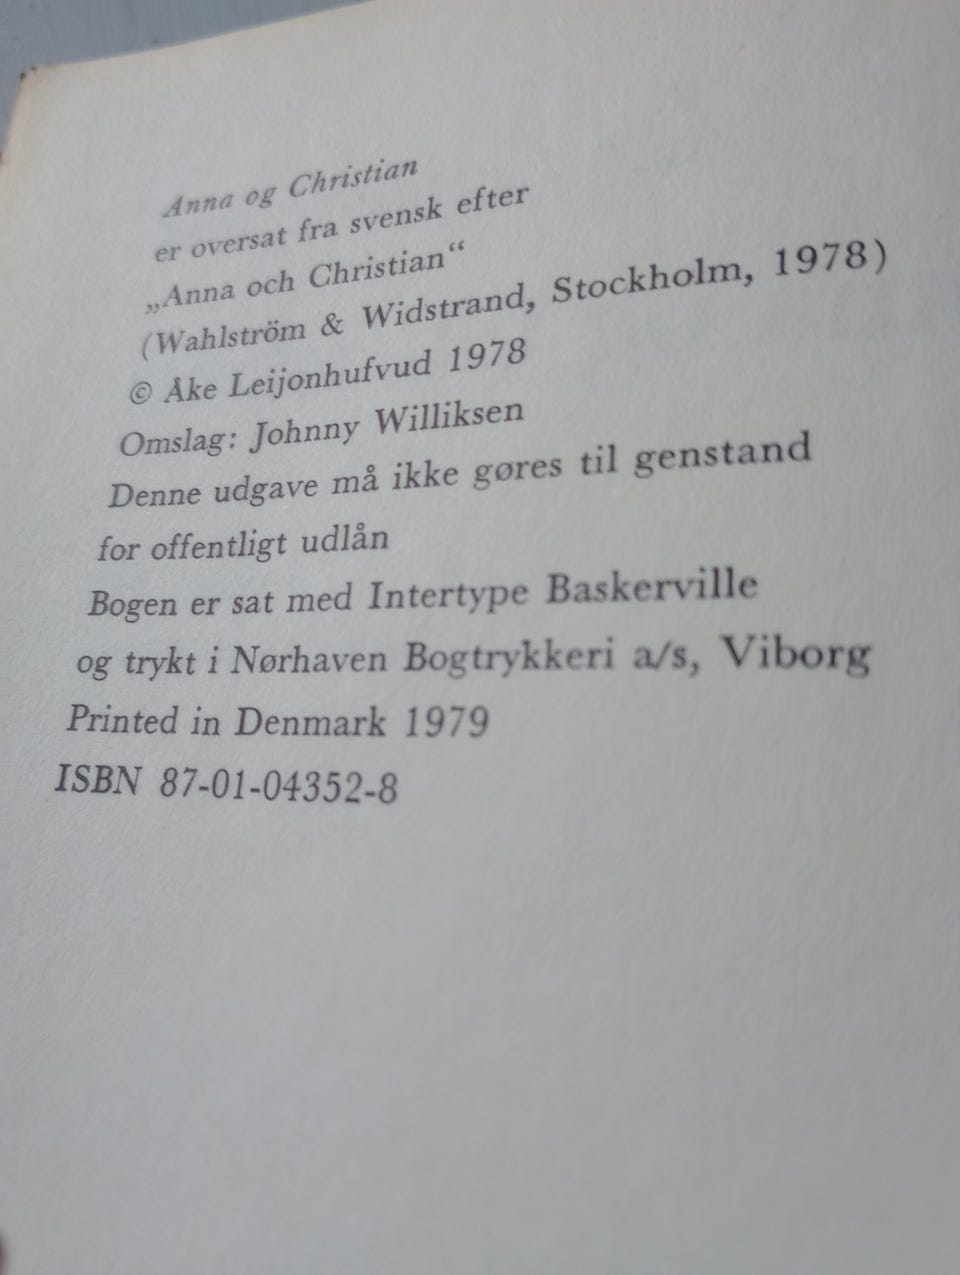 Anna og Christian
er oversat fra svensk efter
„Anna och Christian“
(Wahlström & Widstrand, Stockholm, 1978)
© Åke Leijonhufvud 1978
Omslag: Johnny Williksen
Denne udgave må ikke gøres til genstand
for offentligt udlån
Bogen er sat med Intertype Baskerville
og trykt i Nørhaven Bogtrykkeri a/s, Viborg
Printed in Denmark 1979
ISBN 87-01-04352-8